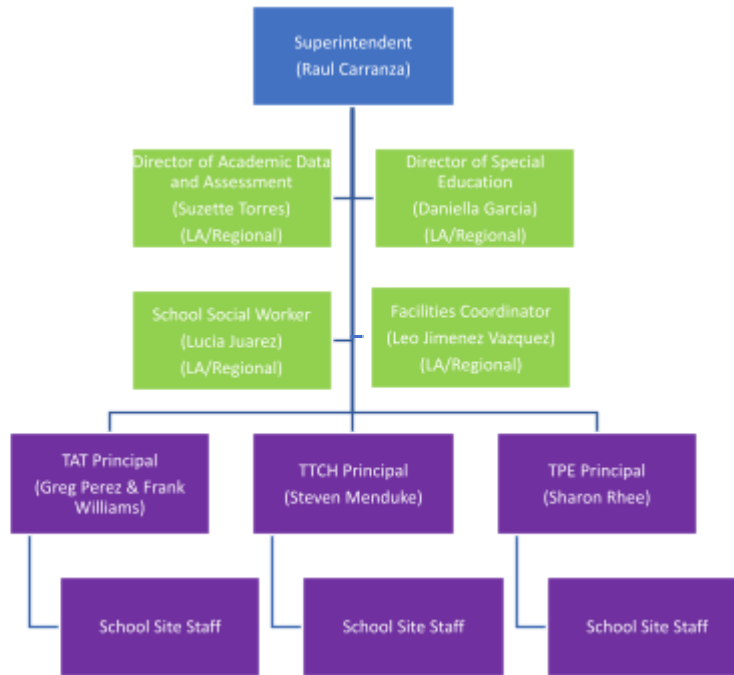 Superintendent
(Raul Carranza)
Director of Academic Data
and Assessment
(Suzette Torres)
(LA/Regional)
Director of Special
Education
(Daniella Garcia)
(LA/Regional)
School Social Worker
(Lucia Juarez)
(LA/Regional)
Facilities Coordinator
(Leo Jimenez Vazquez)
(LA/Regional)
TAT Principal
(Greg Perez & Frank
Williams)
TTCH Principal
(Steven Menduke)
TPE Principal
(Sharon Rhee)
School Site Staff
School Site Staff
School Site Staff